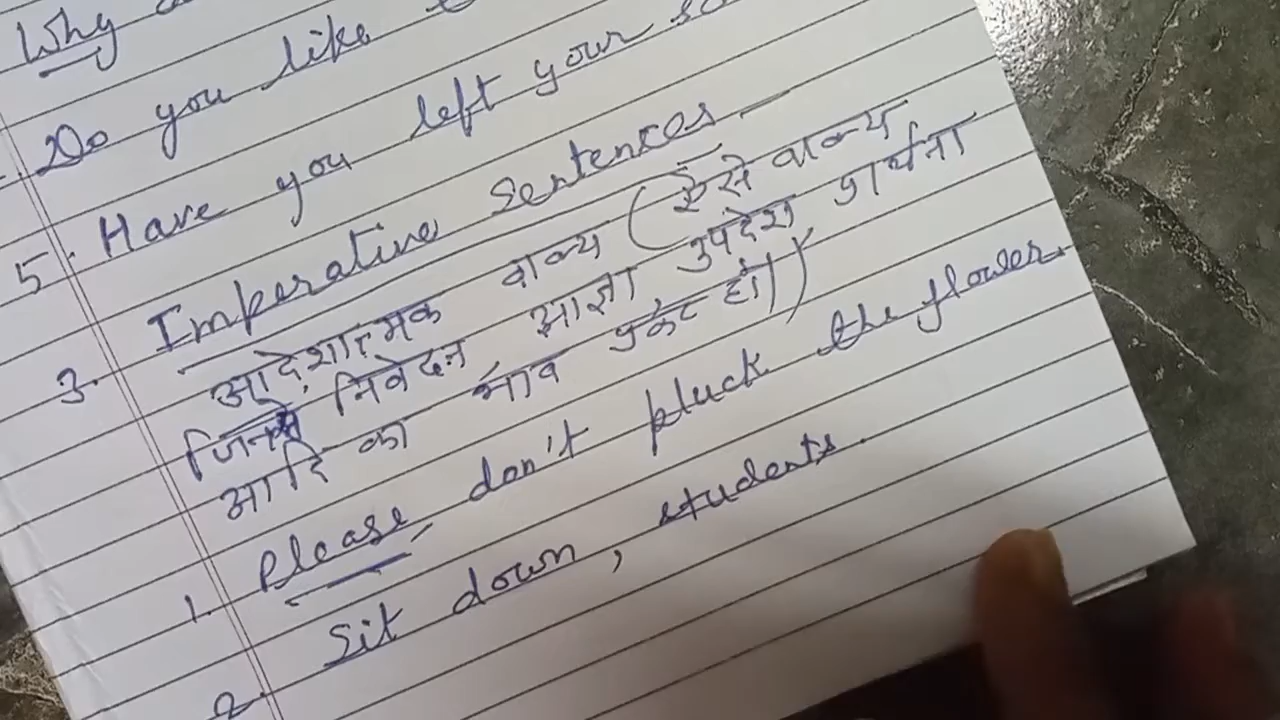 Why
Do you like
5. Have you left your
3. Imperative Sentences -
आदेशात्मक वाक्य (ऐसे वाक्य
जिनसे निवेदन, आज्ञा उपदेश प्रार्थना
आदि का भाव प्रकट हो।)
1. Please, don't pluck the flower.
2. Sit down, students.